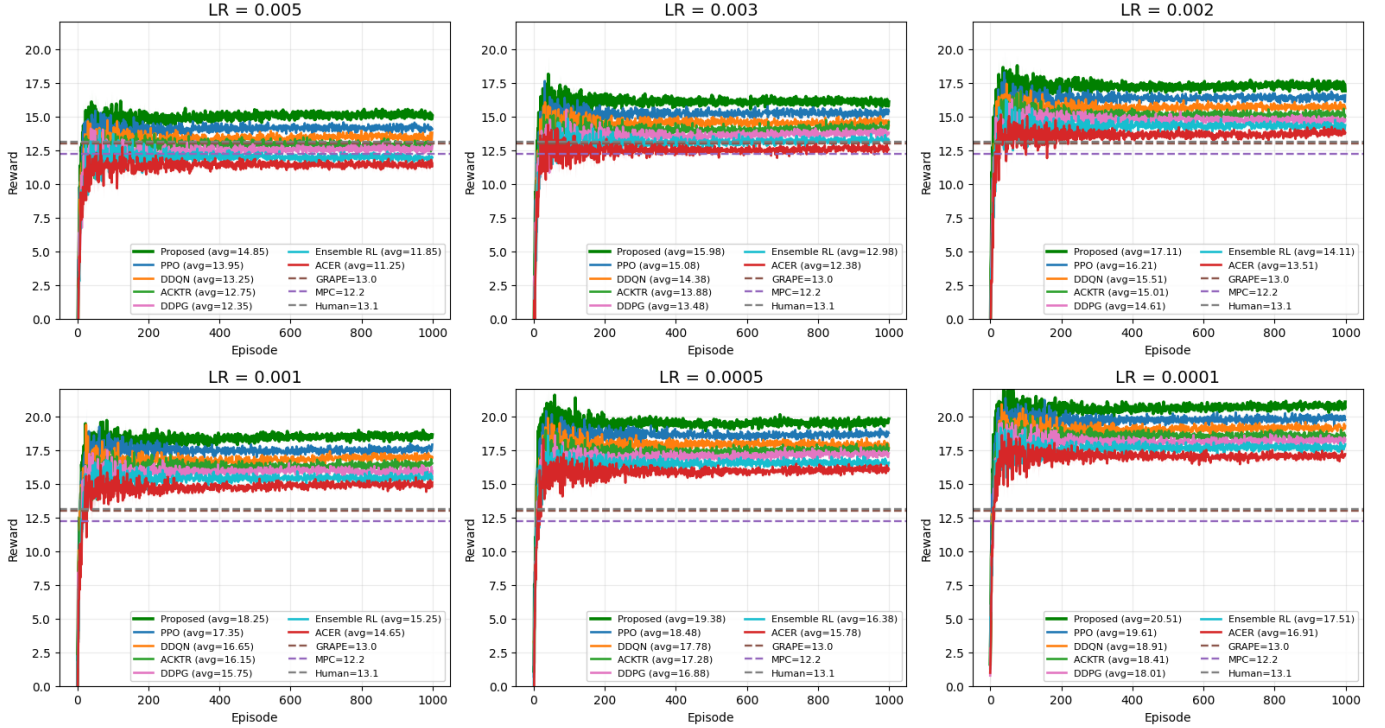 LR = 0.005
Reward
20.0
17.5
15.0
12.5
10.0
7.5
5.0
2.5
0.0
Proposed (avg=14.85)
PPO (avg=13.95)
DDQN (avg=13.25)
ACKTR (avg=12.75)
DDPG (avg=12.35)
Ensemble RL (avg=11.85)
ACER (avg=11.25)
GRAPE=13.0
MPC=12.2
Human=13.1
0 200 400 600 800 1000
Episode
LR = 0.003
Reward
20.0
17.5
15.0
12.5
10.0
7.5
5.0
2.5
0.0
Proposed (avg=15.98)
PPO (avg=15.08)
DDQN (avg=14.38)
ACKTR (avg=13.88)
DDPG (avg=13.48)
Ensemble RL (avg=12.98)
ACER (avg=12.38)
GRAPE=13.0
MPC=12.2
Human=13.1
0 200 400 600 800 1000
Episode
LR = 0.002
Reward
20.0
17.5
15.0
12.5
10.0
7.5
5.0
2.5
0.0
Proposed (avg=17.11)
PPO (avg=16.21)
DDQN (avg=15.51)
ACKTR (avg=15.01)
DDPG (avg=14.61)
Ensemble RL (avg=14.11)
ACER (avg=13.51)
GRAPE=13.0
MPC=12.2
Human=13.1
0 200 400 600 800 1000
Episode
LR = 0.001
Reward
20.0
17.5
15.0
12.5
10.0
7.5
5.0
2.5
0.0
Proposed (avg=18.25)
PPO (avg=17.35)
DDQN (avg=16.65)
ACKTR (avg=16.15)
DDPG (avg=15.75)
Ensemble RL (avg=15.25)
ACER (avg=14.65)
GRAPE=13.0
MPC=12.2
Human=13.1
0 200 400 600 800 1000
Episode
LR = 0.0005
Reward
20.0
17.5
15.0
12.5
10.0
7.5
5.0
2.5
0.0
Proposed (avg=19.38)
PPO (avg=18.48)
DDQN (avg=17.78)
ACKTR (avg=17.28)
DDPG (avg=16.88)
Ensemble RL (avg=16.38)
ACER (avg=15.78)
GRAPE=13.0
MPC=12.2
Human=13.1
0 200 400 600 800 1000
Episode
LR = 0.0001
Reward
20.0
17.5
15.0
12.5
10.0
7.5
5.0
2.5
0.0
Proposed (avg=20.51)
PPO (avg=19.61)
DDQN (avg=18.91)
ACKTR (avg=18.41)
DDPG (avg=18.01)
Ensemble RL (avg=17.51)
ACER (avg=16.91)
GRAPE=13.0
MPC=12.2
Human=13.1
0 200 400 600 800 1000
Episode